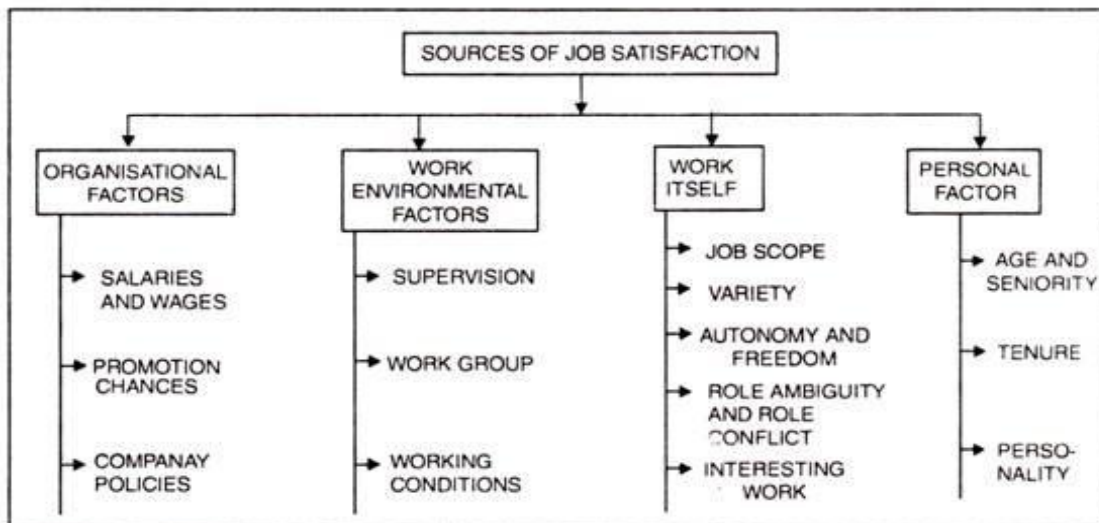 SOURCES OF JOB SATISFACTION
ORGANISATIONAL
FACTORS
SALARIES
AND WAGES
PROMOTION
CHANCES
COMPANAY
POLICIES
WORK
ENVIRONMENTAL
FACTORS
SUPERVISION
WORK GROUP
WORKING
CONDITIONS
WORK
ITSELF
JOB SCOPE
VARIETY
AUTONOMY AND
FREEDOM
ROLE AMBIGUITY
AND ROLE
CONFLICT
INTERESTING
WORK
PERSONAL
FACTOR
AGE AND
SENIORITY
TENURE
PERSO-
NALITY